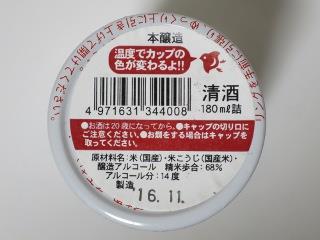 本醸造
温度でカップの
色が変わるよ!!
4 971631 344008
清酒
180ml詰
●お酒は20歳になってから。●キャップの切り口に
ご注意ください。●お燗をする場合はキャップを
取ってください。
原材料名:米(国産)・米こうじ(国産米)・
醸造アルコール 精米歩合:68%
アルコール分:14度
製造
16.11